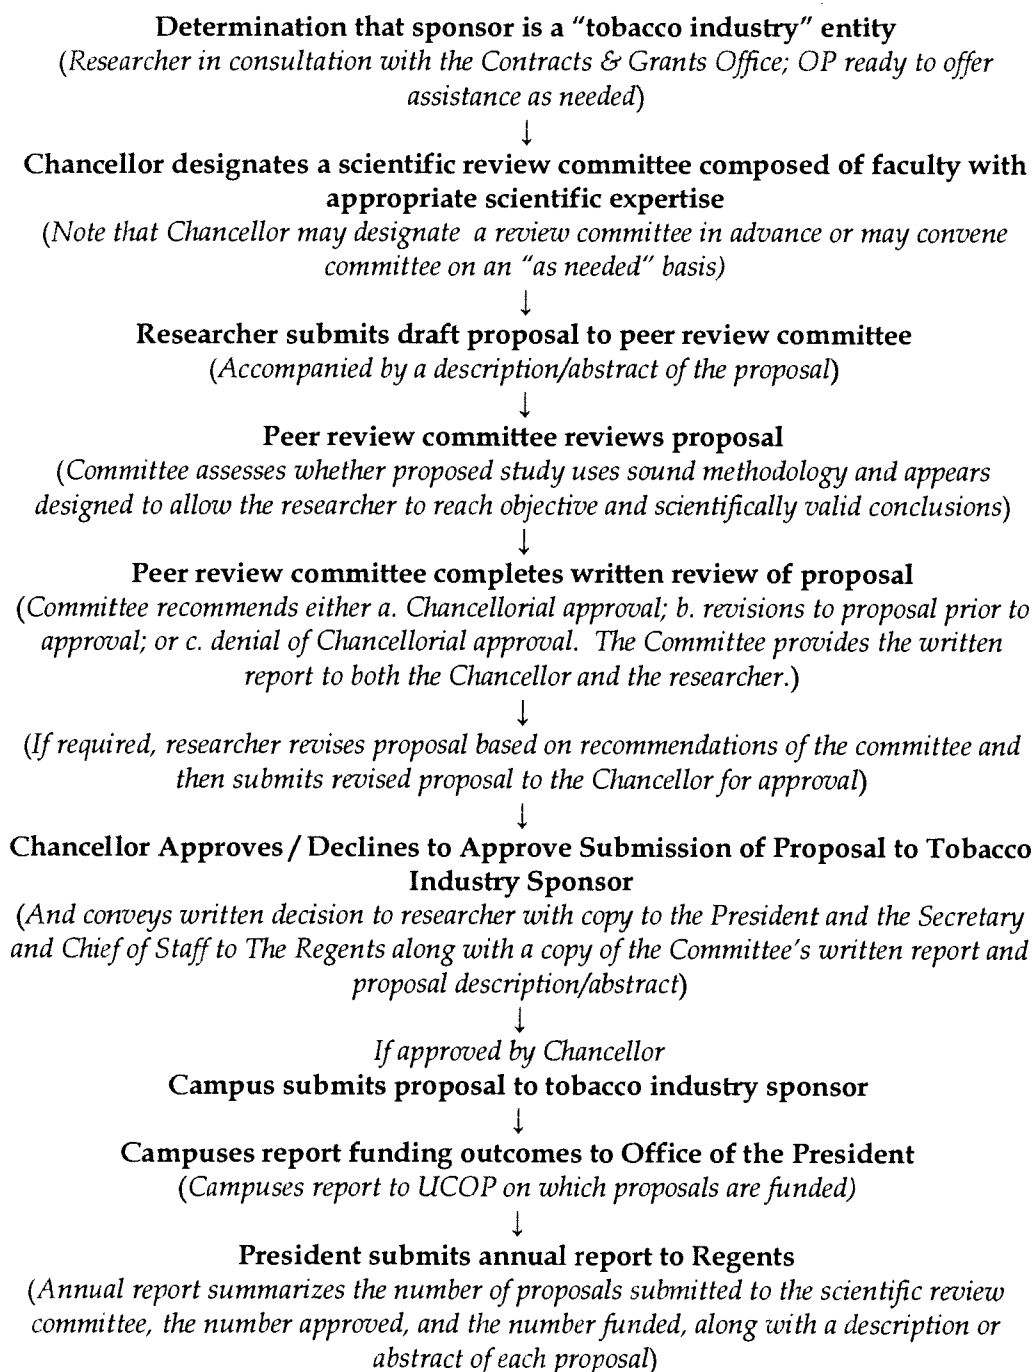 Determination that sponsor is a "tobacco industry" entity
(Researcher in consultation with the Contracts & Grants Office; OP ready to offer
assistance as needed)
↓
Chancellor designates a scientific review committee composed of faculty with
appropriate scientific expertise
(Note that Chancellor may designate a review committee in advance or may convene
committee on an "as needed" basis)
↓
Researcher submits draft proposal to peer review committee
(Accompanied by a description/abstract of the proposal)
↓
Peer review committee reviews proposal
(Committee assesses whether proposed study uses sound methodology and appears
designed to allow the researcher to reach objective and scientifically valid conclusions)
↓
Peer review committee completes written review of proposal
(Committee recommends either a. Chancellorial approval; b. revisions to proposal prior to
approval; or c. denial of Chancellorial approval. The Committee provides the written
report to both the Chancellor and the researcher.)
↓
(If required, researcher revises proposal based on recommendations of the committee and
then submits revised proposal to the Chancellor for approval)
↓
Chancellor Approves / Declines to Approve Submission of Proposal to Tobacco
Industry Sponsor
(And conveys written decision to researcher with copy to the President and the Secretary
and Chief of Staff to The Regents along with a copy of the Committee's written report and
proposal description/abstract)
↓
If approved by Chancellor
Campus submits proposal to tobacco industry sponsor
↓
Campuses report funding outcomes to Office of the President
(Campuses report to UCOP on which proposals are funded)
↓
President submits annual report to Regents
(Annual report summarizes the number of proposals submitted to the scientific review
committee, the number approved, and the number funded, along with a description or
abstract of each proposal)